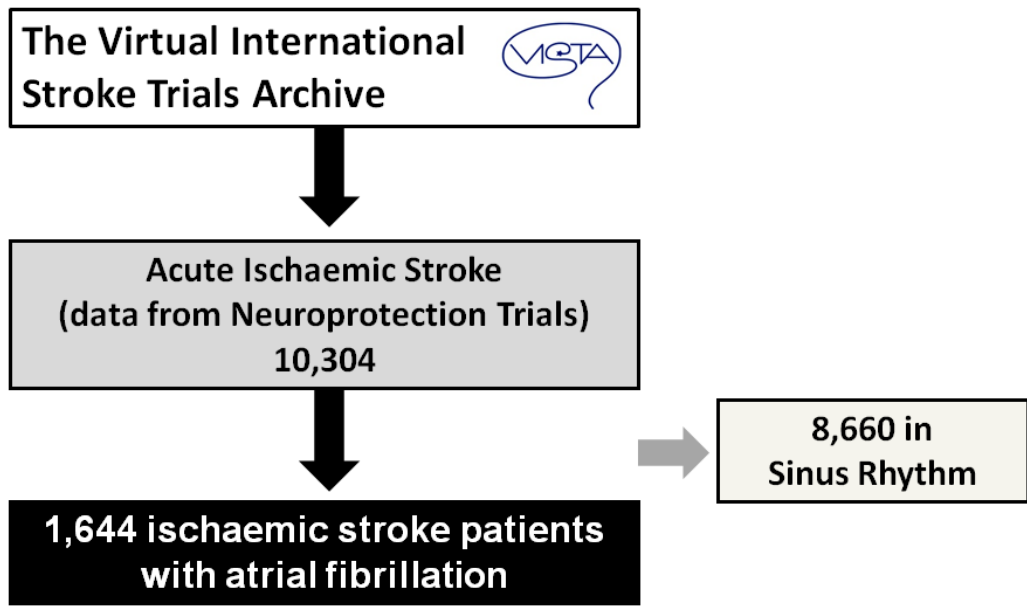 The Virtual International
Stroke Trials Archive
VISTA
Acute Ischaemic Stroke
(data from Neuroprotection Trials)
10,304
8,660 in
Sinus Rhythm
1,644 ischaemic stroke patients
with atrial fibrillation